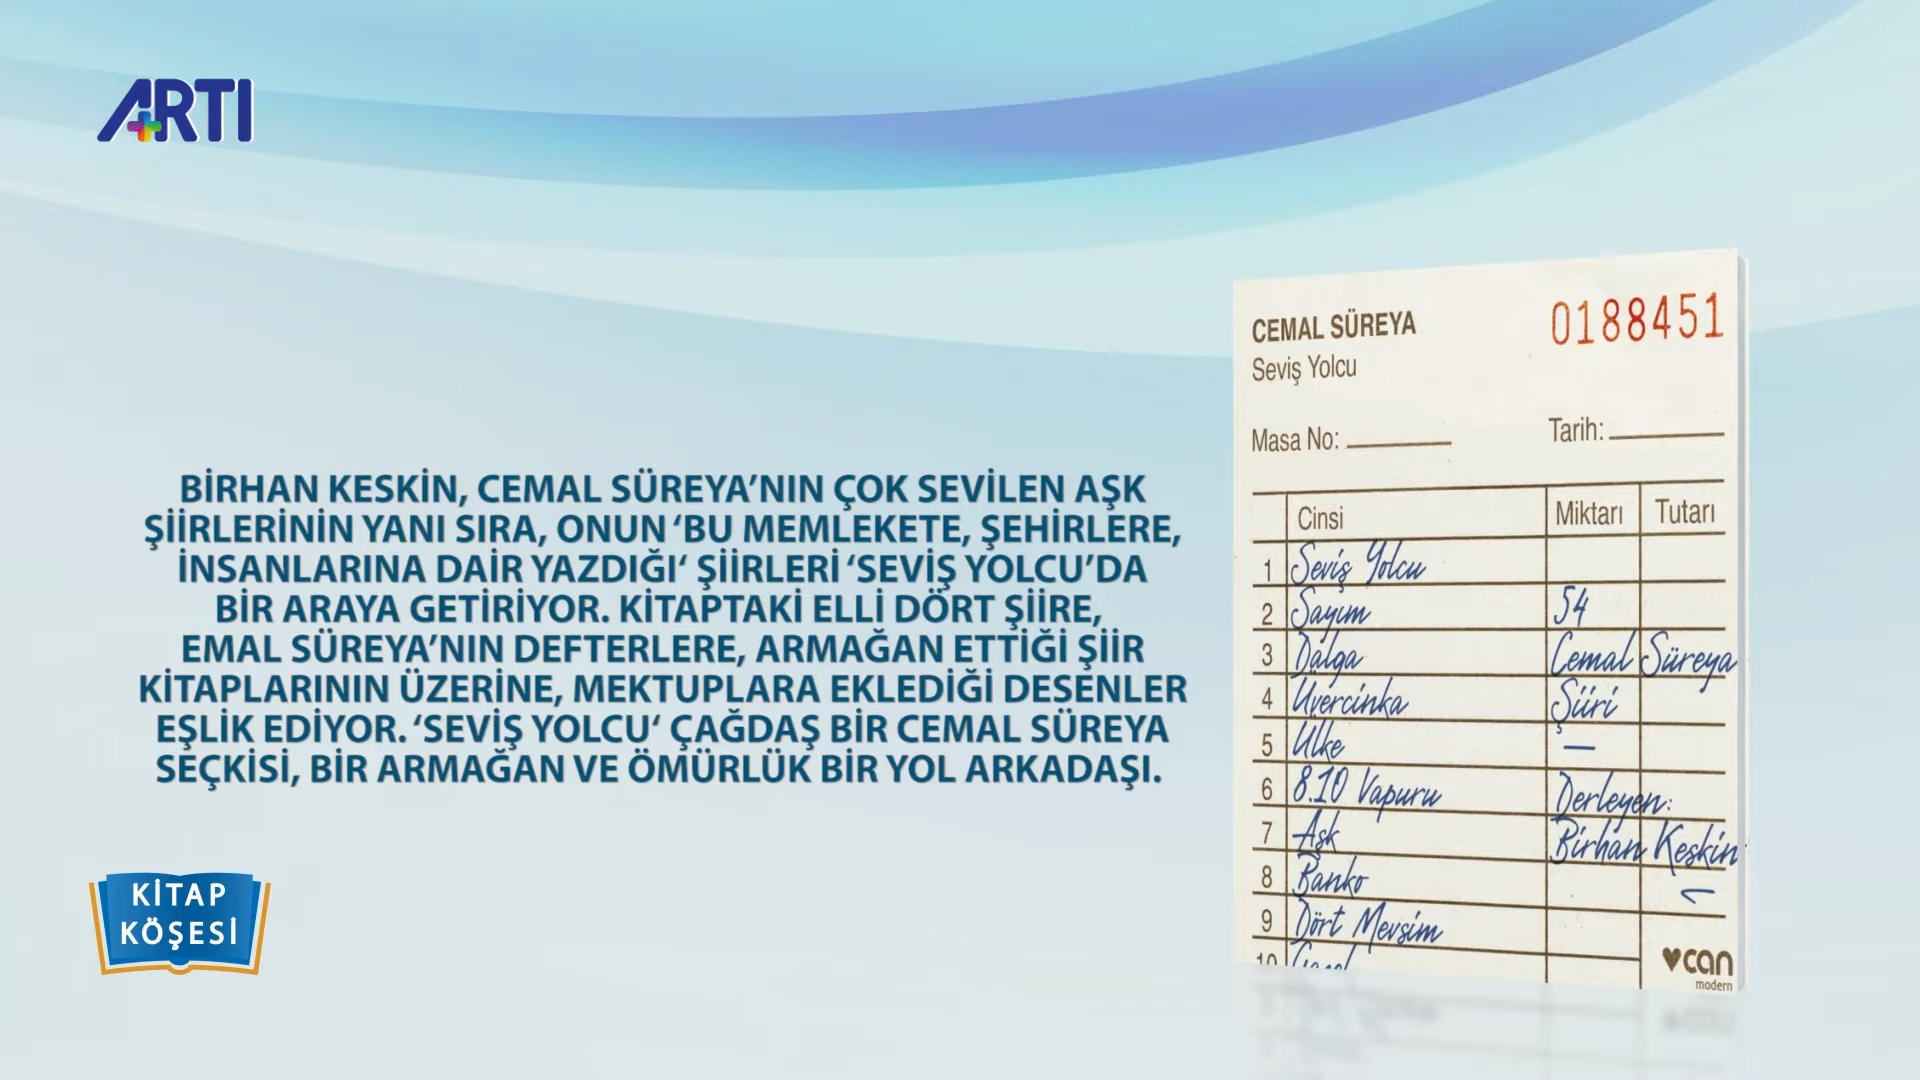 ARTI
BİRHAN KESKİN, CEMAL SÜREYA’NIN ÇOK SEVİLEN AŞK
ŞİİRLERİNİN YANI SIRA, ONUN ‘BU MEMLEKETE, ŞEHİRLERE,
İNSANLARINA DAİR YAZDIĞI‘ ŞİİRLERİ ‘SEVİŞ YOLCU’DA
BİR ARAYA GETİRİYOR. KİTAPTAKİ ELLİ DÖRT ŞİİRE,
EMAL SÜREYA’NIN DEFTERLERE, ARMAĞAN ETTİĞİ ŞİİR
KİTAPLARININ ÜZERİNE, MEKTUPLARA EKLEDİĞİ DESENLER
EŞLİK EDİYOR. ‘SEVİŞ YOLCU‘ ÇAĞDAŞ BİR CEMAL SÜREYA
SEÇKİSİ, BİR ARMAĞAN VE ÖMÜRLÜK BİR YOL ARKADAŞI.
KİTAP
KÖŞESİ
CEMAL SÜREYA 0188451
Seviş Yolcu
Masa No: Tarih:
Cinsi Miktarı Tutarı
1 Seviş Yolcu
2 Sayım 54
3 Dalga Cemal Süreya
4 Üvercinka Şiiri
5 Ülke —
6 8.10 Vapuru Derleyen:
7 Aşk Birhan Keskin
8 Banko
9 Dört Mevsim
10
can
modern